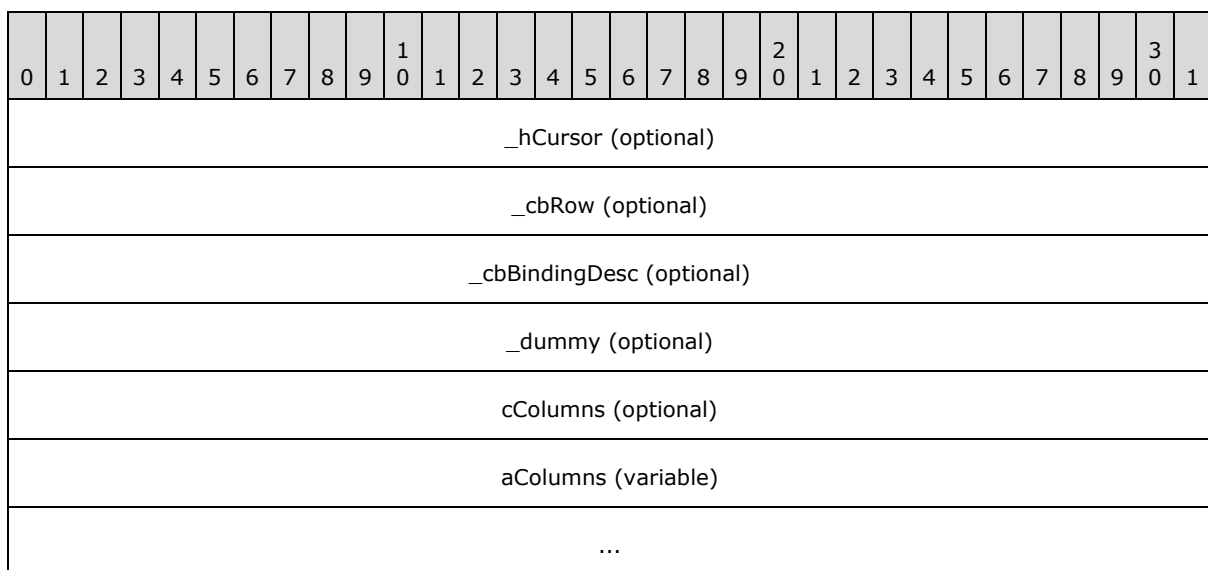 1 2 3
0 1 2 3 4 5 6 7 8 9 0 1 2 3 4 5 6 7 8 9 0 1 2 3 4 5 6 7 8 9 0 1
_hCursor (optional)
_cbRow (optional)
_cbBindingDesc (optional)
_dummy (optional)
cColumns (optional)
aColumns (variable)
...